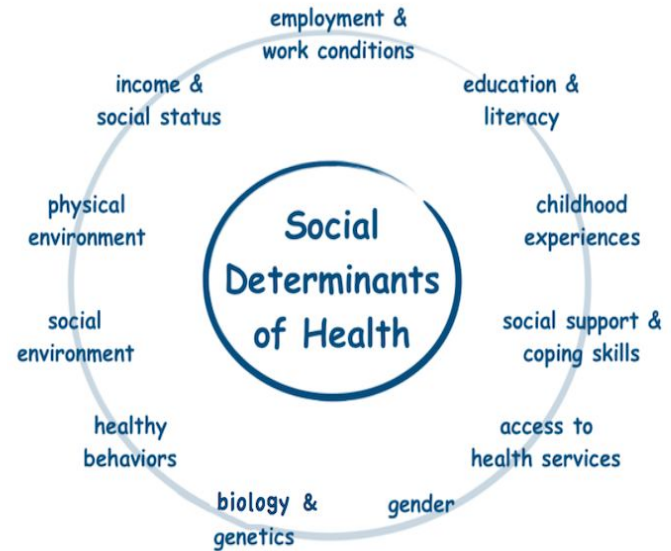 employment &
work conditions
education &
literacy
childhood
experiences
social support &
coping skills
access to
health services
gender
biology &
genetics
healthy
behaviors
social
environment
physical
environment
income &
social status
Social
Determinants
of Health